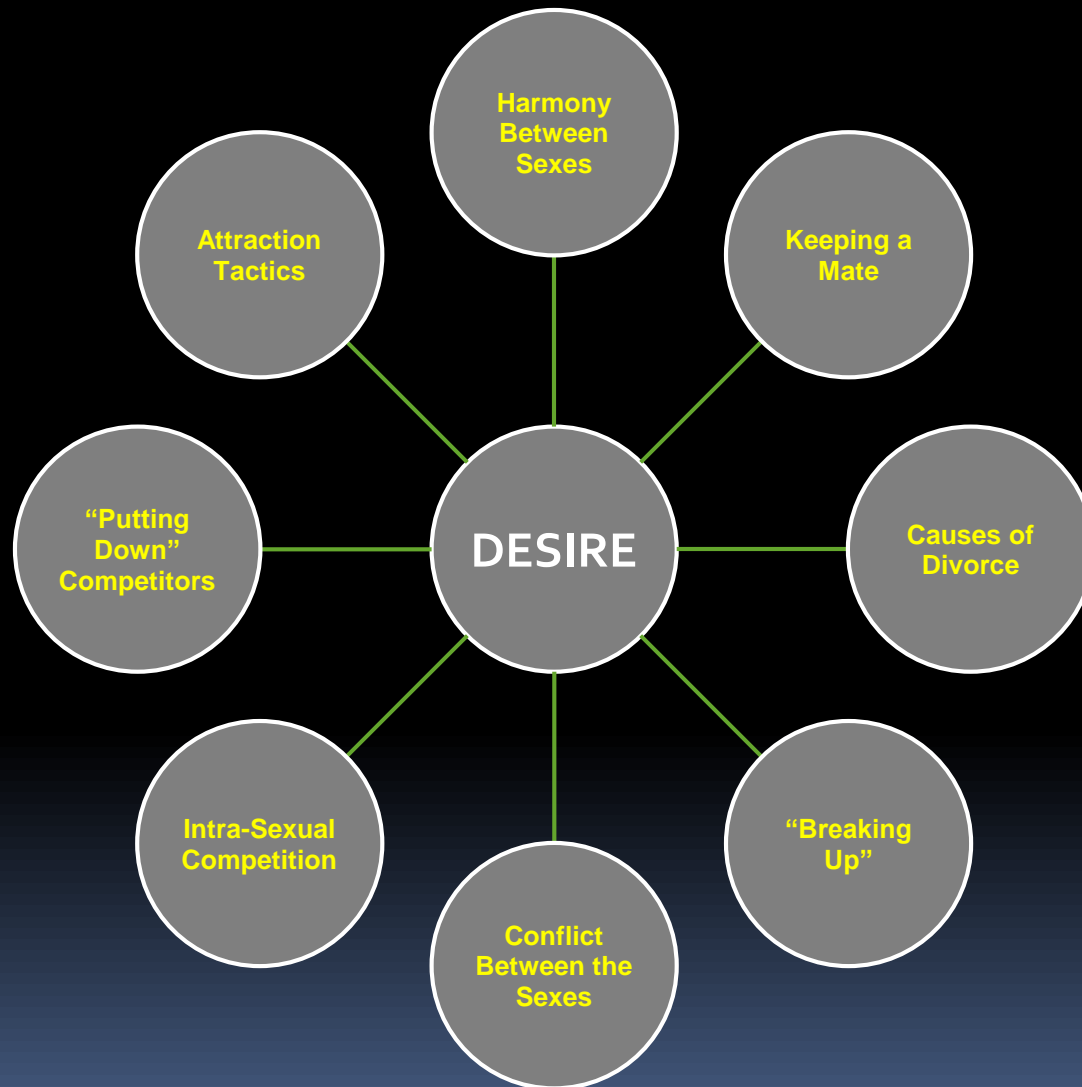 Harmony
Between
Sexes
Attraction
Tactics
Keeping a
Mate
“Putting
Down”
Competitors
DESIRE
Causes of
Divorce
Intra-Sexual
Competition
“Breaking
Up”
Conflict
Between the
Sexes